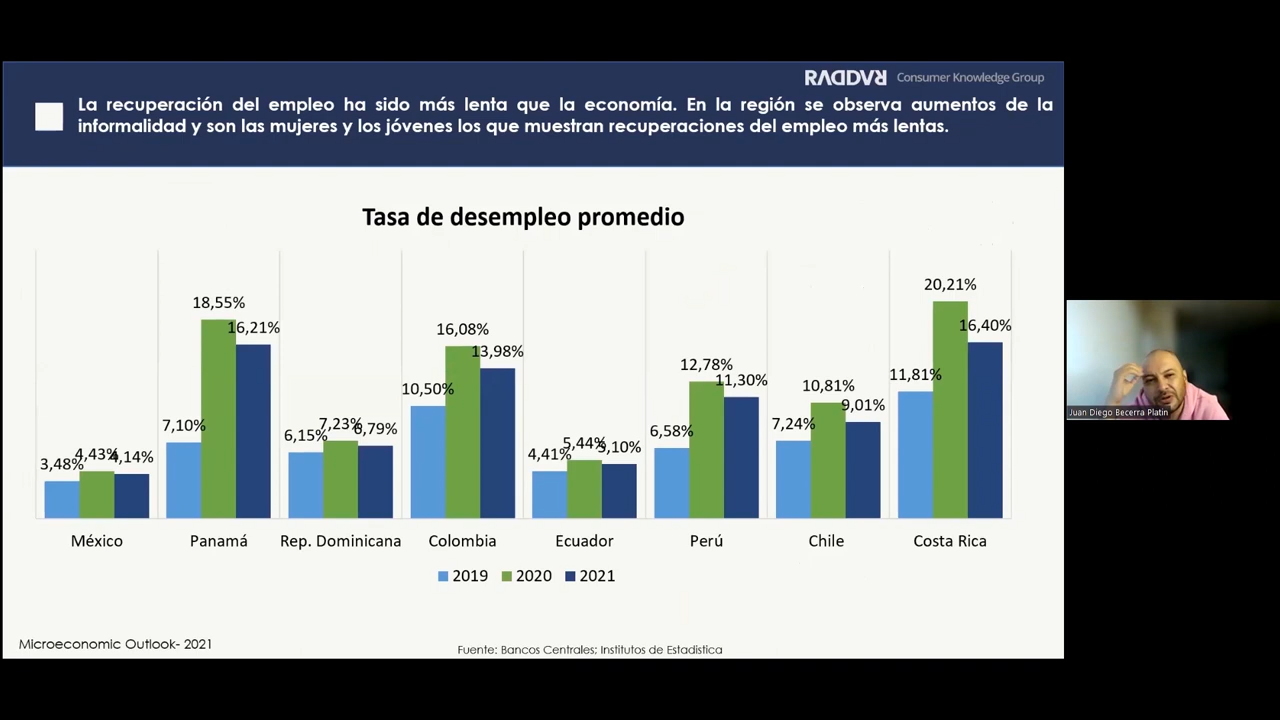 RADDAR Consumer Knowledge Group
La recuperación del empleo ha sido más lenta que la economía. En la región se observa aumentos de la
informalidad y son las mujeres y los jóvenes los que muestran recuperaciones del empleo más lentas.
Tasa de desempleo promedio
3,48% 4,43% 4,14%
7,10% 18,55% 16,21%
6,15% 7,23% 6,79%
10,50% 16,08% 13,98%
4,41% 5,44% 5,10%
6,58% 12,78% 11,30%
7,24% 10,81% 9,01%
11,81% 20,21% 16,40%
México Panamá Rep. Dominicana Colombia Ecuador Perú Chile Costa Rica
2019 2020 2021
Microeconomic Outlook- 2021
Fuente: Bancos Centrales; Institutos de Estadistica
Juan Diego Becerra Platin